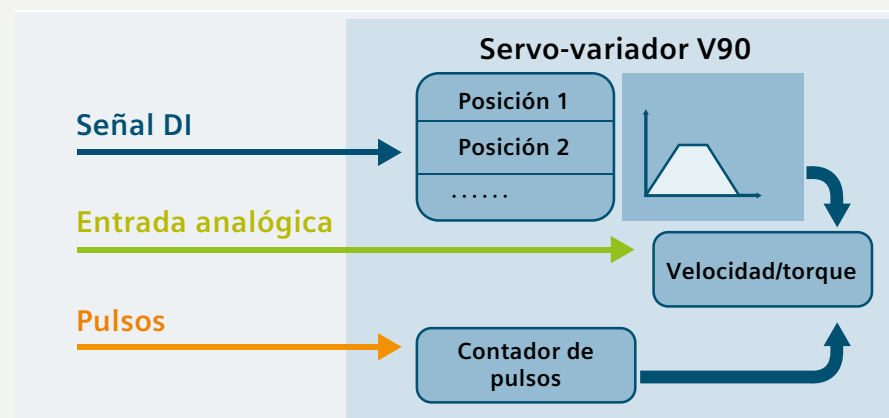 Servo-variador V90
Señal DI
Posición 1
Posición 2
......
Entrada analógica
Velocidad/torque
Pulsos
Contador de
pulsos